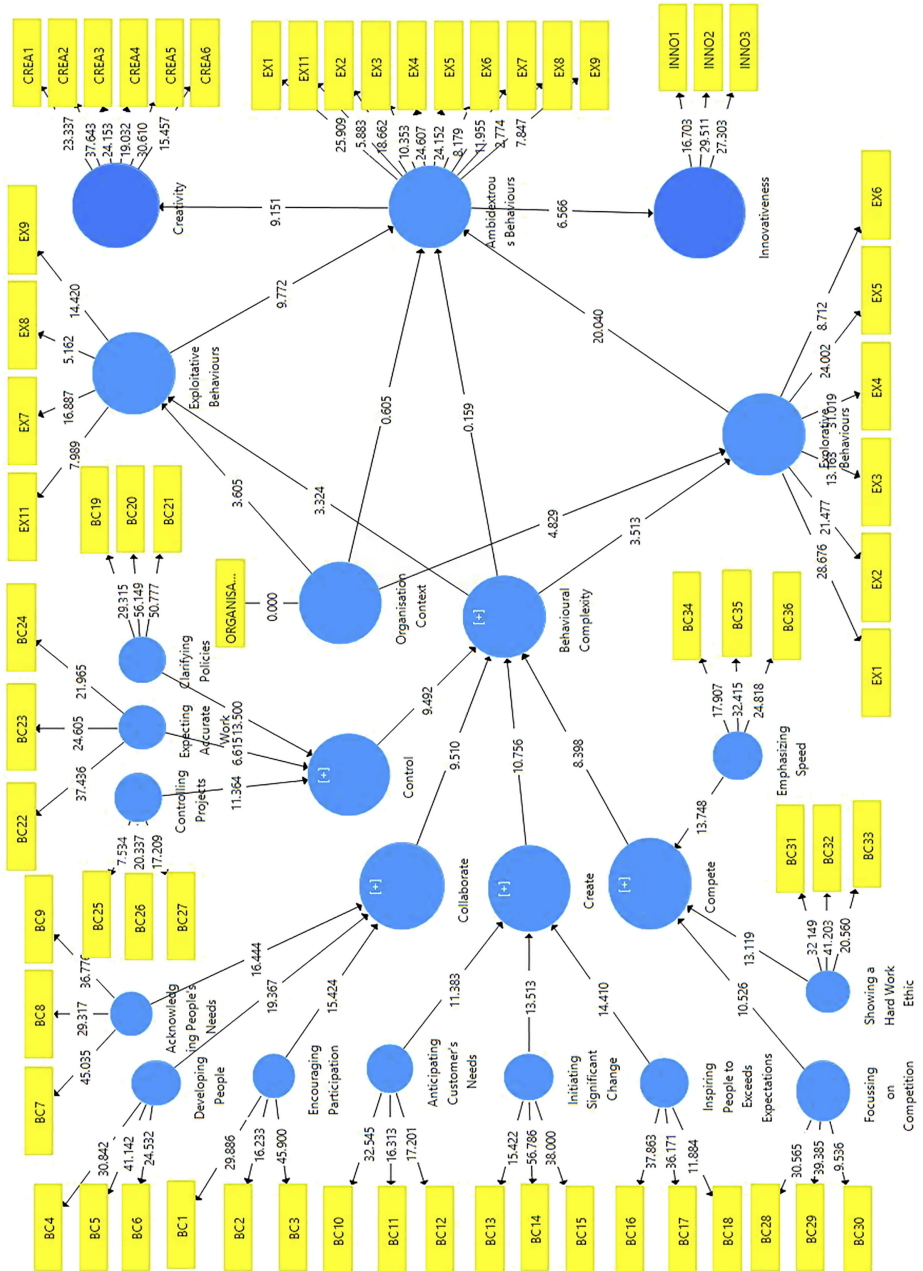 BC4
BC5
BC6
30.842
41.142
24.532
Developing
People
BC7
BC8
BC9
45.035
29.317
Acknowledg
ing People's
Needs
BC1
BC2
BC3
29.886
16.233
45.900
Encouraging
Participation
19.367
16.444
15.424
[+]
Collaborate
BC10
BC11
BC12
32.545
16.313
17.201
Anticipating
Customer's
Needs
BC13
BC14
BC15
15.422
56.786
38.000
Initiating
Significant
Change
BC16
BC17
BC18
37.863
36.171
11.884
Inspiring
People to
Exceeds
Expectations
11.383
13.513
14.410
[+]
Create
BC28
BC29
BC30
30.565
39.385
9.536
Focussing
on
Competition
BC31
BC32
BC33
32.149
41.203
20.560
Showing a
Hard Work
Ethic
BC34
BC35
BC36
17.907
32.415
24.818
Emphasizing
Speed
10.526
13.119
13.748
[+]
Compete
BC25
BC26
BC27
7.534
20.337
17.209
Controlling
Projects
BC22
BC23
BC24
37.436
24.605
21.965
Expecting
Accurate
Work
BC19
BC20
BC21
29.315
56.149
50.777
Clarifying
Policies
11.364
6.615
13.500
[+]
Control
9.492
9.510
10.756
8.398
[+]
Behavioural
Complexity
ORGANISA...
0.000
Organisation
Context
3.605
3.324
0.605
0.159
4.829
3.513
EX11
EX7
EX8
EX9
7.989
16.887
5.162
14.420
Exploitative
Behaviours
9.772
EX1
EX2
EX3
EX4
EX5
EX6
28.676
21.477
13.163
31.019
24.002
8.712
Explorative
Behaviours
20.040
Ambidextrou
s Behaviours
25.909
5.883
18.662
10.353
24.607
24.152
8.179
11.955
2.774
7.847
EX1
EX11
EX2
EX3
EX4
EX5
EX6
EX7
EX8
EX9
9.151
6.566
Creativity
23.337
37.643
24.153
19.032
30.610
15.457
CREA1
CREA2
CREA3
CREA4
CREA5
CREA6
Innovativeness
16.703
29.511
27.303
INNO1
INNO2
INNO3